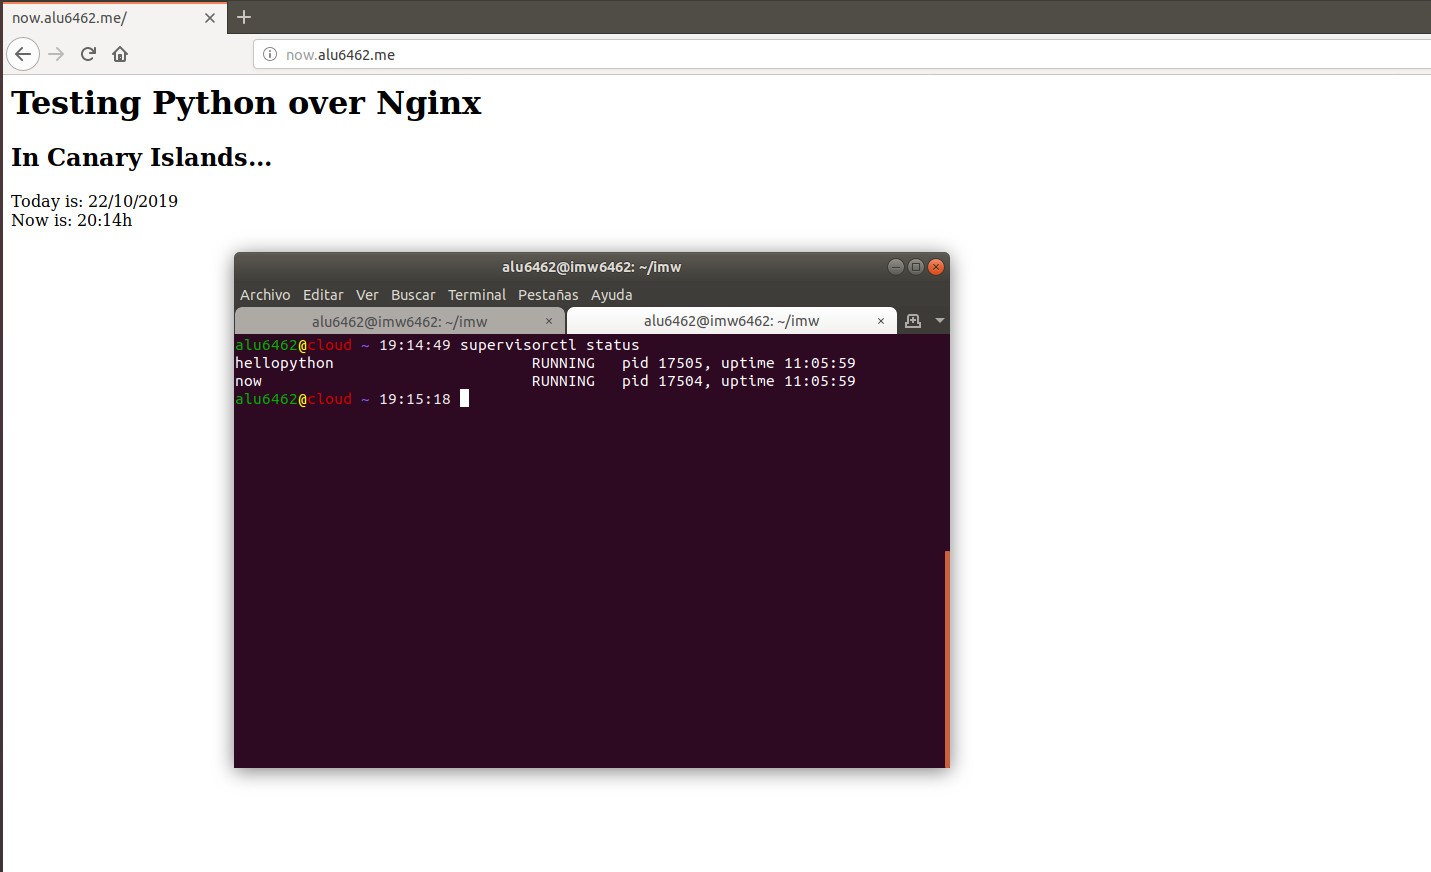 now.alu6462.me/
now.alu6462.me
Testing Python over Nginx
In Canary Islands...
Today is: 22/10/2019
Now is: 20:14h
alu6462@imw6462: ~/imw
Archivo Editar Ver Buscar Terminal Pestañas Ayuda
alu6462@imw6462: ~/imw alu6462@imw6462: ~/imw
alu6462@cloud ~ 19:14:49 supervisorctl status
hellopython RUNNING pid 17505, uptime 11:05:59
now RUNNING pid 17504, uptime 11:05:59
alu6462@cloud ~ 19:15:18